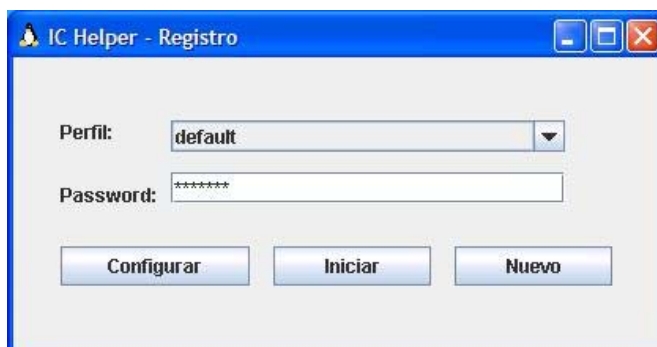 IC Helper - Registro
Perfil: default
Password: *******
Configurar Iniciar Nuevo